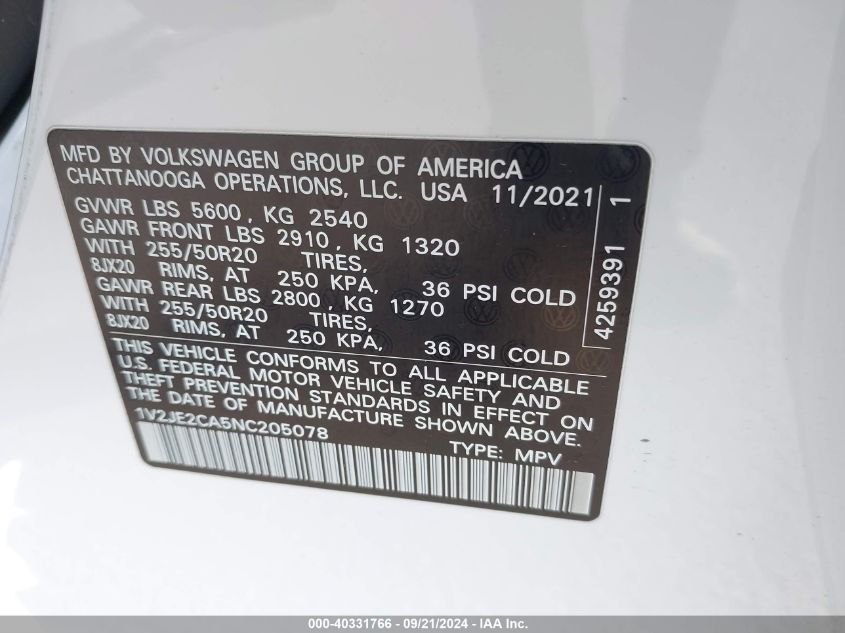 MFD BY VOLKSWAGEN GROUP OF AMERICA
CHATTANOOGA OPERATIONS, LLC. USA 11/2021
GVWR LBS 5600, KG 2540
GAWR FRONT LBS 2910, KG 1320
WITH 255/50R20 TIRES,
8JX20 RIMS, AT 250 KPA, 36 PSI COLD
GAWR REAR LBS 2800, KG 1270
WITH 255/50R20 TIRES,
8JX20 RIMS, AT 250 KPA, 36 PSI COLD
4259391 1
THIS VEHICLE CONFORMS TO ALL APPLICABLE
U.S. FEDERAL MOTOR VEHICLE SAFETY AND
THEFT PREVENTION STANDARDS IN EFFECT ON
THE DATE OF MANUFACTURE SHOWN ABOVE.
1V2JE2CA5NC205078 TYPE: MPV
000-40331766 - 09/21/2024 - IAA Inc.